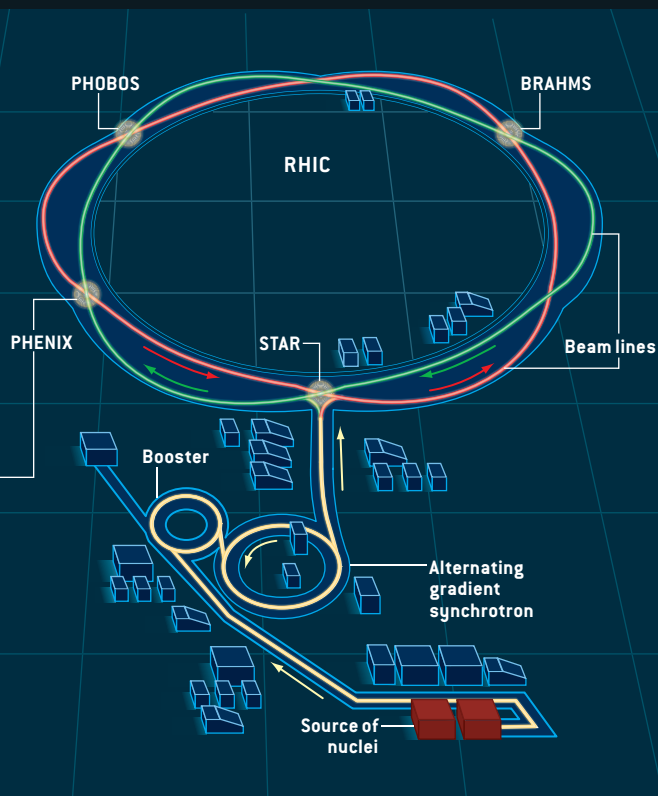 PHOBOS
BRAHMS
RHIC
PHENIX
STAR
Beam lines
Booster
Alternating
gradient
synchrotron
Source of
nuclei